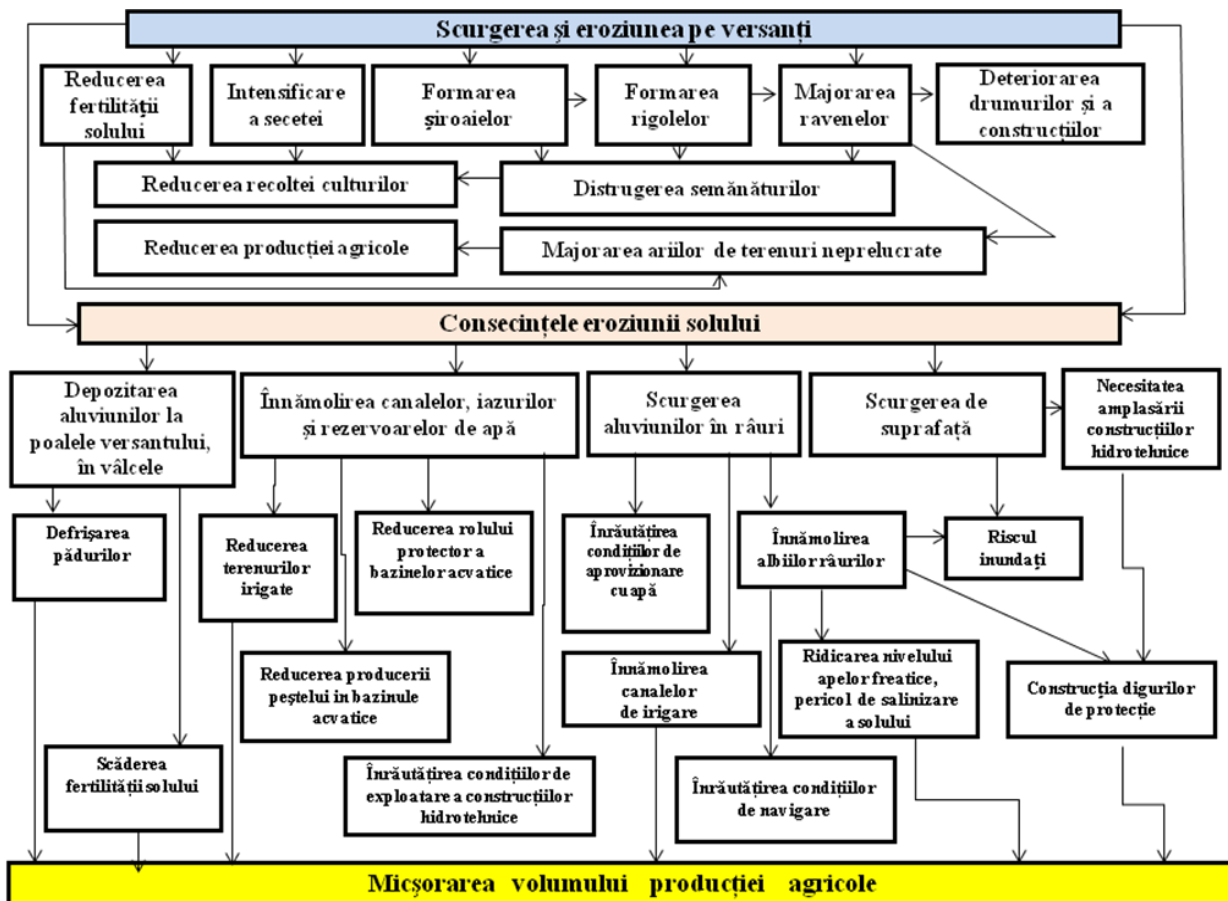 Scurgerea și eroziunea pe versanți
Reducerea
fertilității
solului
Intensificare
a secetei
Formarea
șiroaielor
Formarea
rigolelor
Majorarea
ravenelor
Deteriorarea
drumurilor și a
construcțiilor
Reducerea recoltei culturilor
Distrugerea semănăturilor
Reducerea producției agricole
Majorarea ariilor de terenuri neprelucrate
Consecințele eroziunii solului
Depozitarea
aluviunilor la
poalele versantului,
în vâlcele
Înnămolirea canalelor, iazurilor
și rezervoarelor de apă
Scurgerea
aluviunilor în râuri
Scurgerea de
suprafață
Necesitatea
amplasării
construcțiilor
hidrotehnice
Defrișarea
pădurilor
Reducerea
terenurilor
irigate
Reducerea rolului
protector a
bazinelor acvatice
Înrăutățirea
condițiilor de
aprovizionare
cu apă
Înnămolirea
albiilor râurilor
Riscul
inundați
Reducerea producerii
peștelui in bazinule
acvatice
Înnămolirea
canalelor
de irigare
Ridicarea nivelului
apelor freatice,
pericol de salinizare
a solului
Construcția digurilor
de protecție
Scăderea
fertilității solului
Înrăutățirea condițiilor de
exploatare a construcțiilor
hidrotehnice
Înrăutățirea condițiilor
de navigare
Micșorarea volumului producției agricole